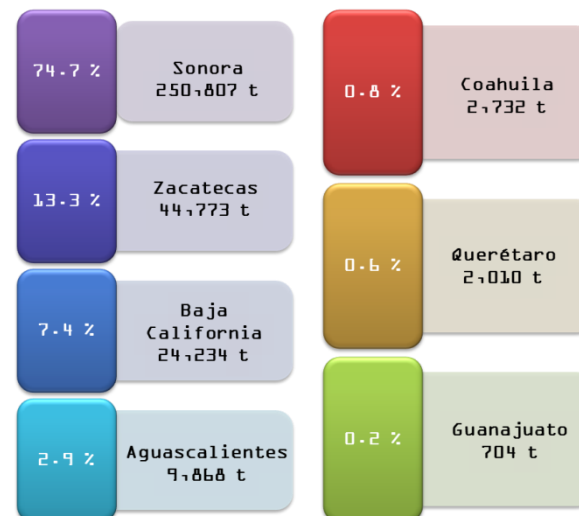 74.7 %
Sonora
250,807 t
13.3 %
Zacatecas
44,773 t
7.4 %
Baja
California
24,234 t
2.9 %
Aguascalientes
9,868 t
0.8 %
Coahuila
2,732 t
0.6 %
Querétaro
2,010 t
0.2 %
Guanajuato
704 t